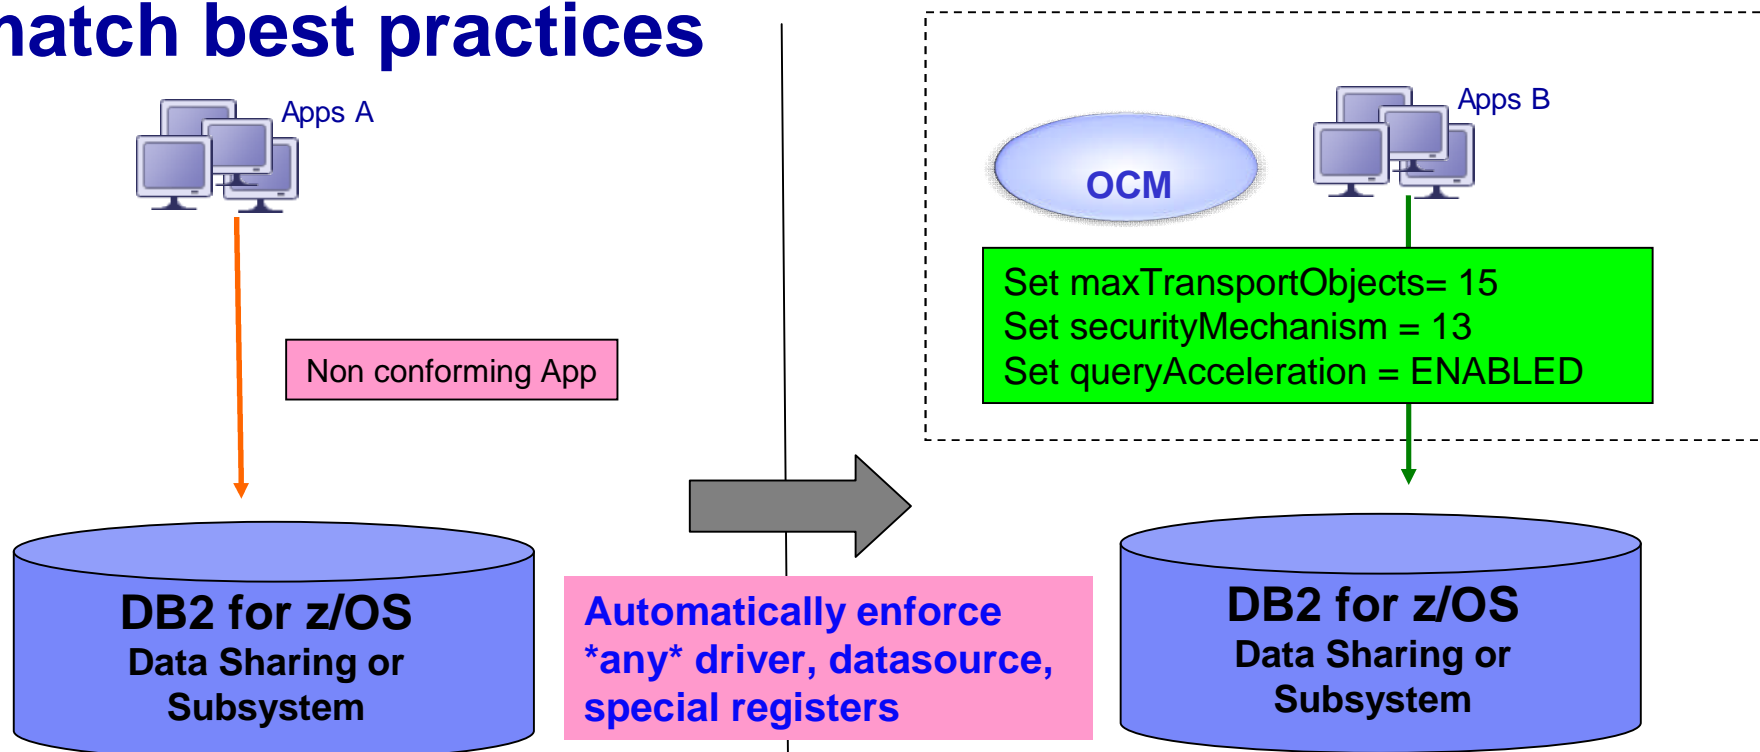 match best practices
Apps A
Non conforming App
DB2 for z/OS
Data Sharing or
Subsystem
Automatically enforce
*any* driver, datasource,
special registers
OCM
Apps B
Set maxTransportObjects= 15
Set securityMechanism = 13
Set queryAcceleration = ENABLED
DB2 for z/OS
Data Sharing or
Subsystem